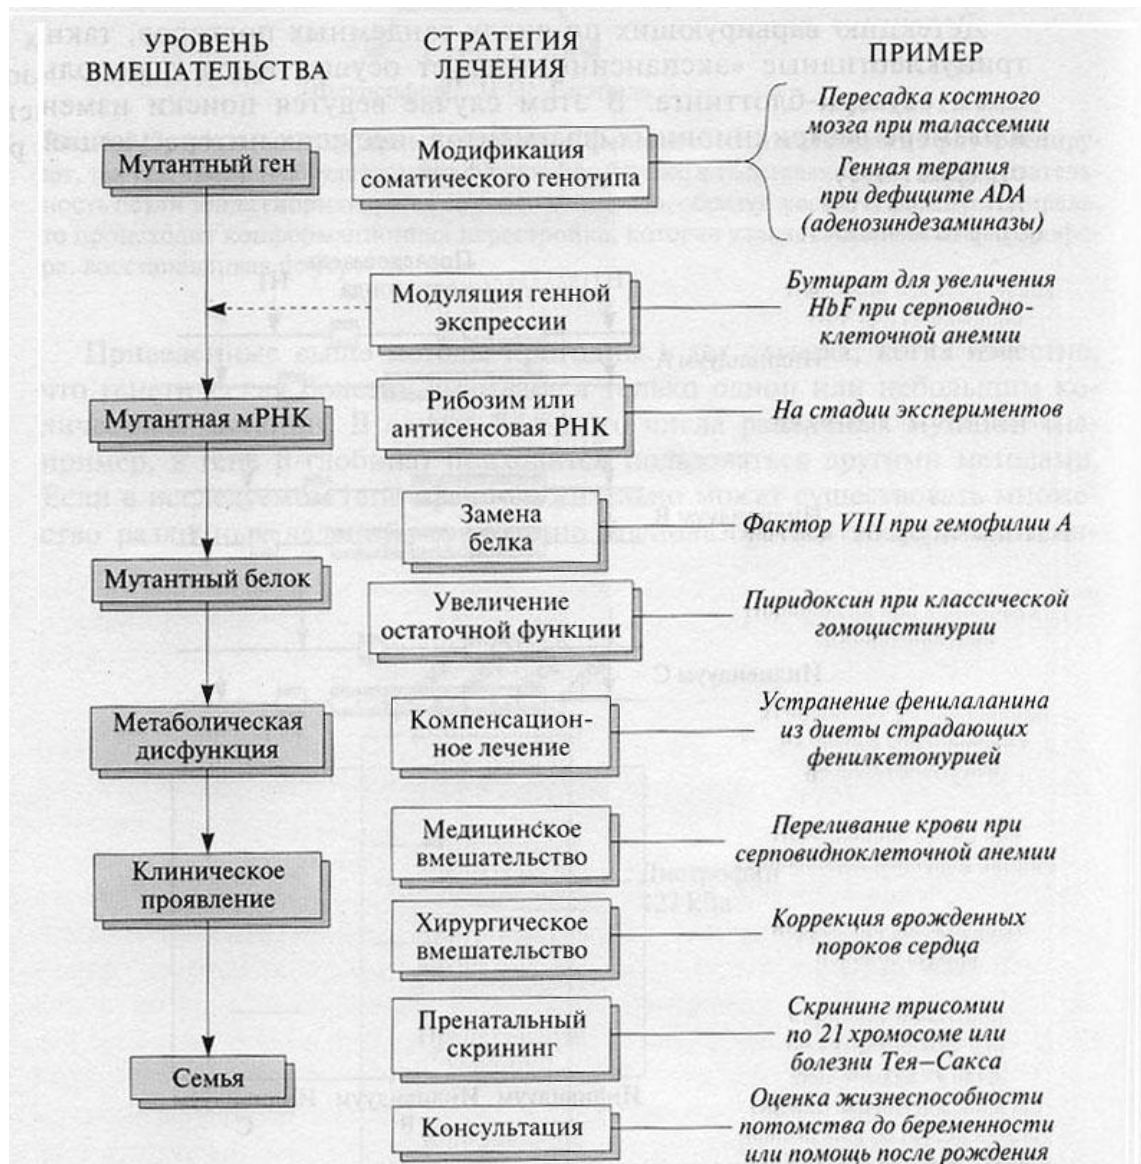 УРОВЕНЬ
ВМЕШАТЕЛЬСТВА
СТРАТЕГИЯ
ЛЕЧЕНИЯ
ПРИМЕР
Мутантный ген
Модификация
соматического генотипа
Пересадка костного
мозга при талассемии
Генная терапия
при дефиците ADA
(аденозиндезаминазы)
Модуляция генной
экспрессии
Бутират для увеличения
HbF при серповидно-
клеточной анемии
Мутантная мРНК
Рибозим или
антисенсовая РНК
На стадии экспериментов
Замена
белка
Фактор VIII при гемофилии А
Мутантный белок
Увеличение
остаточной функции
Пиридоксин при классической
гомоцистинурии
Метаболическая
дисфункция
Компенсацион-
ное лечение
Устранение фенилаланина
из диеты страдающих
фенилкетонурией
Клиническое
проявление
Медицинское
вмешательство
Переливание крови при
серповидноклеточной анемии
Хирургическое
вмешательство
Коррекция врожденных
пороков сердца
Семья
Пренатальный
скрининг
Скрининг трисомии
по 21 хромосоме или
болезни Тея—Сакса
Консультация
Оценка жизнеспособности
потомства до беременности
или помощь после рождения